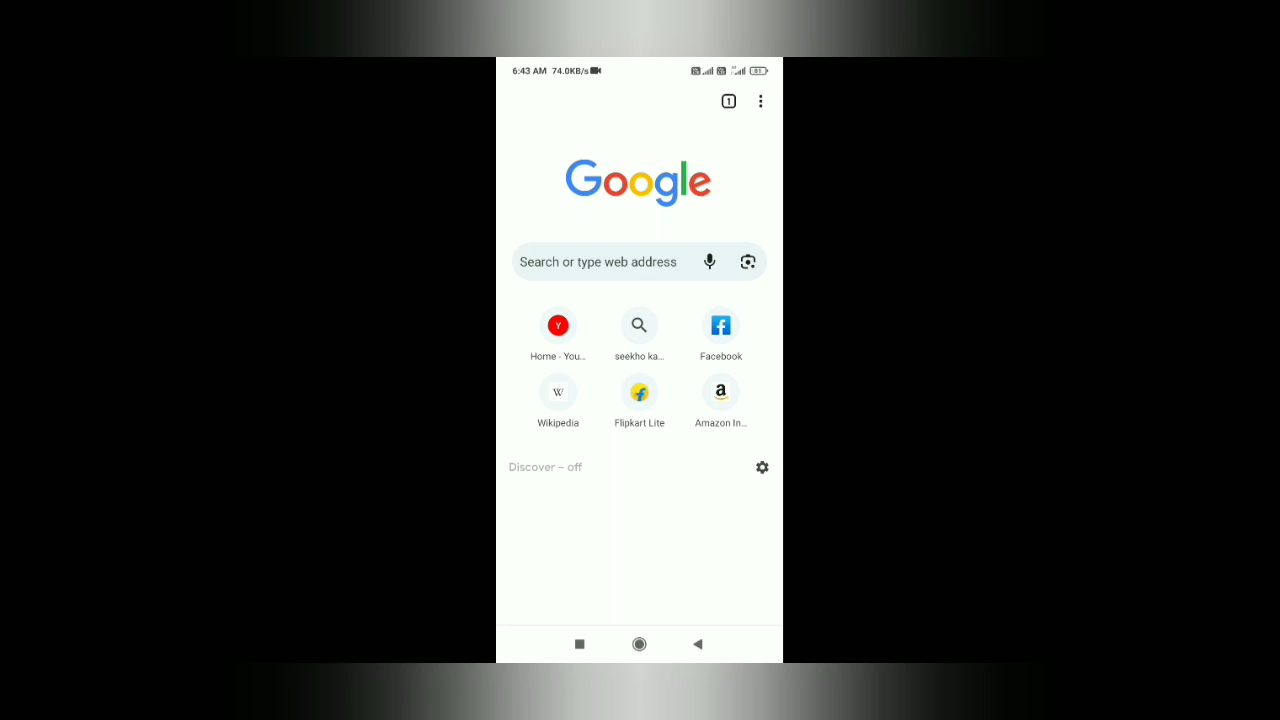 6:43 AM 74.0KB/s
81
1
Google
Search or type web address
Y
Home - You...
seekho ka...
Facebook
W
Wikipedia
Flipkart Lite
a
Amazon In...
Discover – off